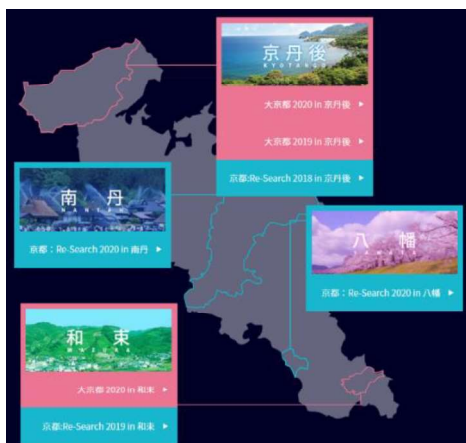 京丹後
KYOTANGO
大京都 2020 in 京丹後
大京都 2019 in 京丹後
京都:Re-Search 2018 in 京丹後
南丹
NANTAN
京都：Re-Search 2020 in 南丹
八幡
YAWATA
京都：Re-Search 2020 in 八幡
和束
WAZUKA
大京都 2020 in 和束
京都:Re-Search 2019 in 和束